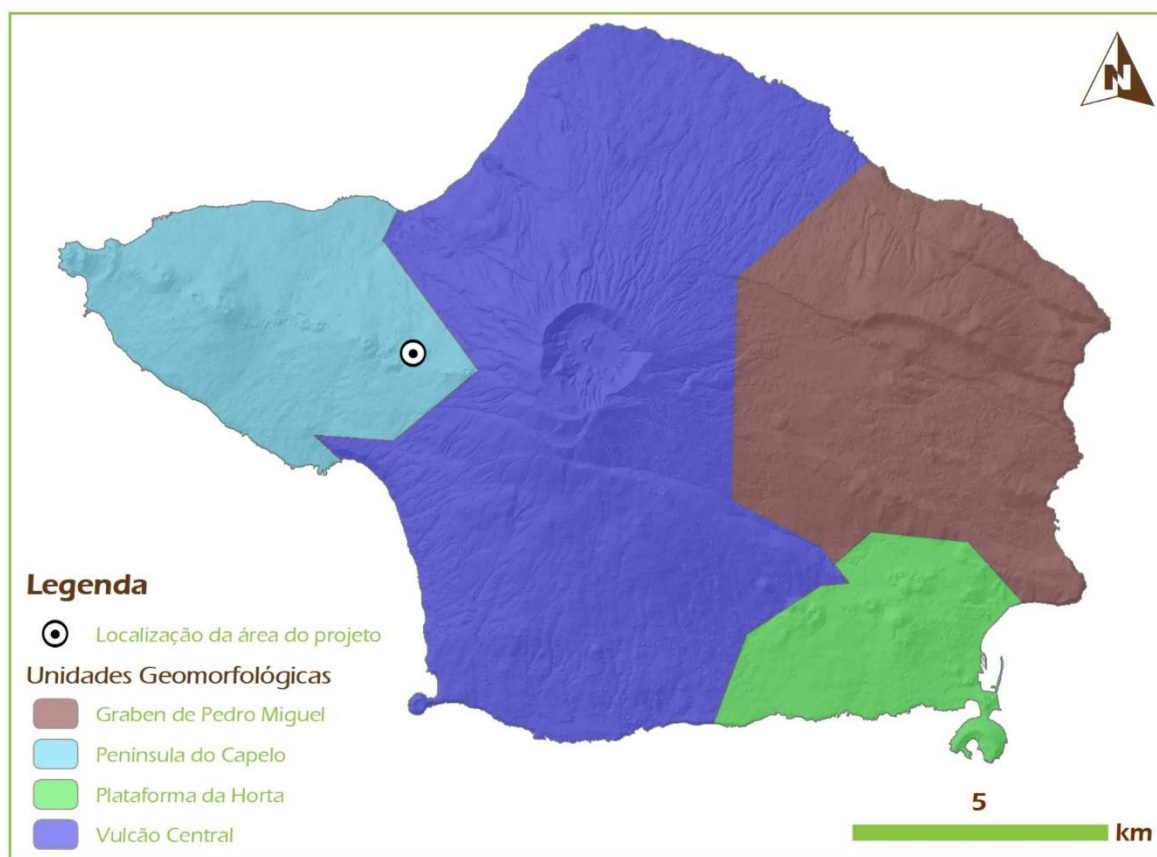 N
Legenda
Localização da área do projeto
Unidades Geomorfológicas
Graben de Pedro Miguel
Península do Capelo
Plataforma da Horta
Vulcão Central
5
km